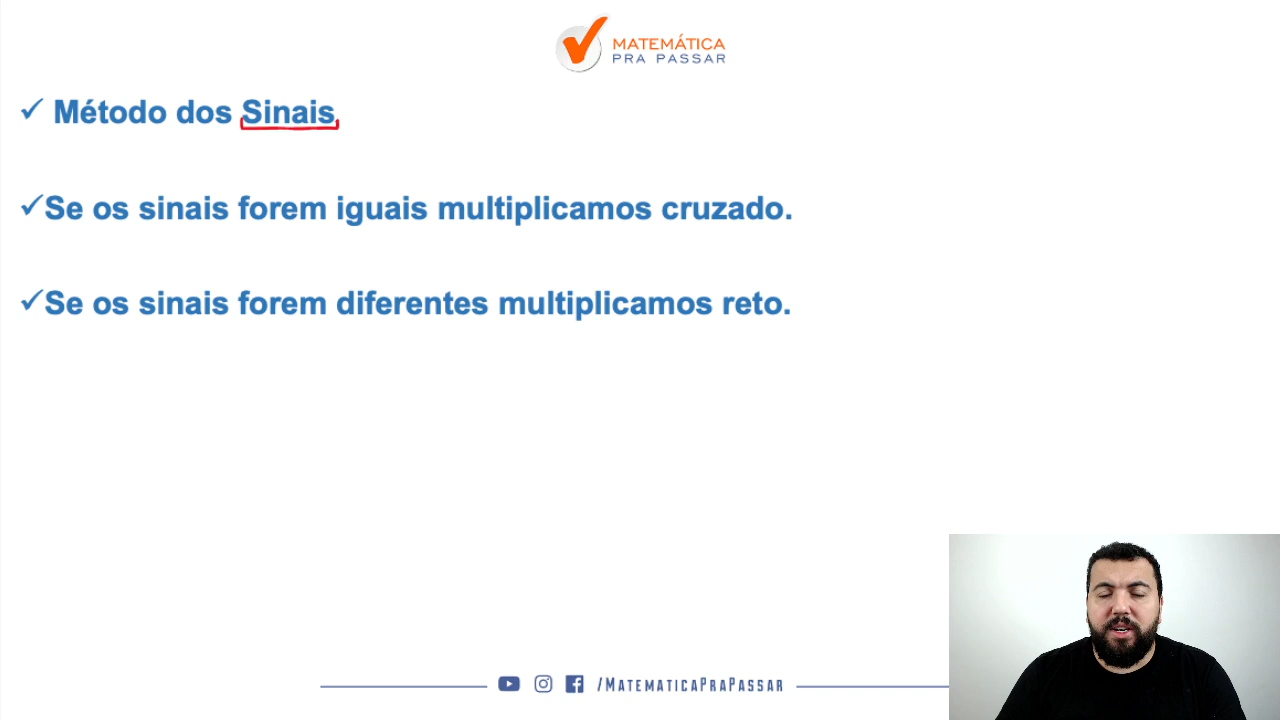 MATEMÁTICA
PRA PASSAR
✓ Método dos Sinais
✓ Se os sinais forem iguais multiplicamos cruzado.
✓ Se os sinais forem diferentes multiplicamos reto.
/MATEMATICAPRAPASSAR